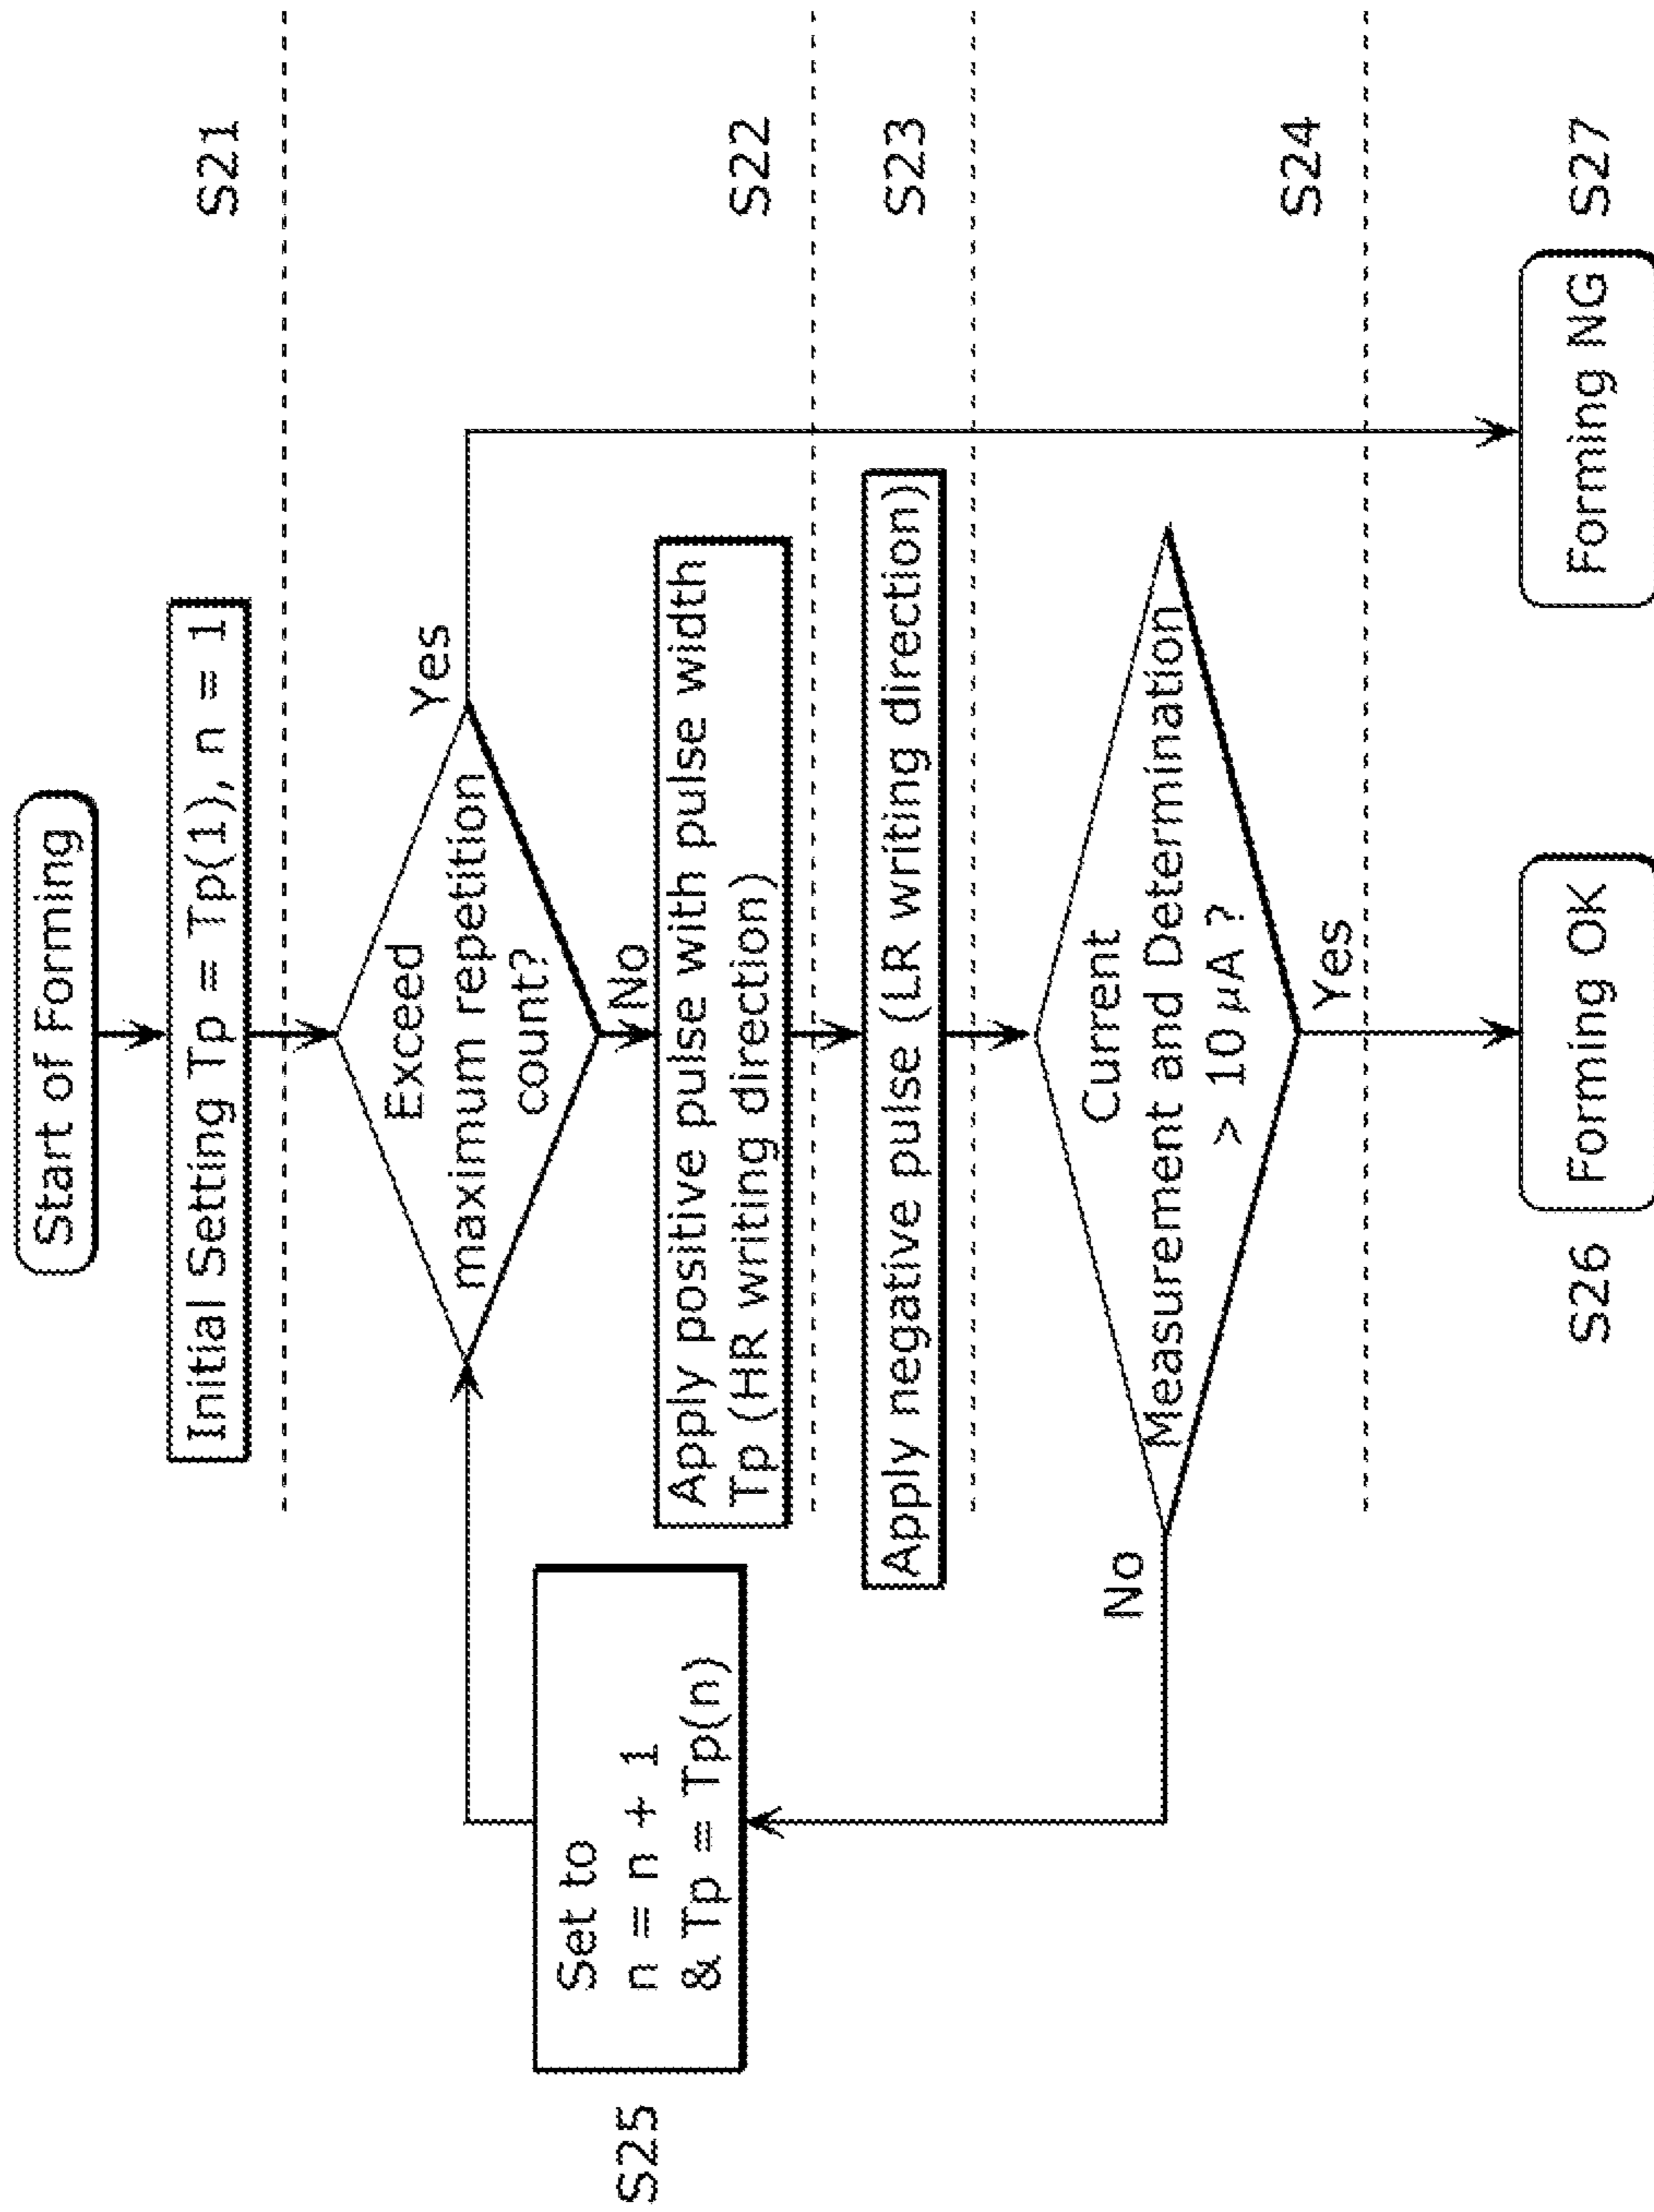 Start of Forming
Initial Setting Tp = Tp(1), n = 1
S21
Exceed
maximum repetition
count?
Yes
No
Set to
n = n + 1
& Tp = Tp(n)
S25
Apply positive pulse with pulse width
Tp (HR writing direction)
S22
Apply negative pulse (LR writing direction)
S23
Current
Measurement and Determination
> 10 μA ?
No
Yes
S24
S26
Forming OK
Forming NG
S27